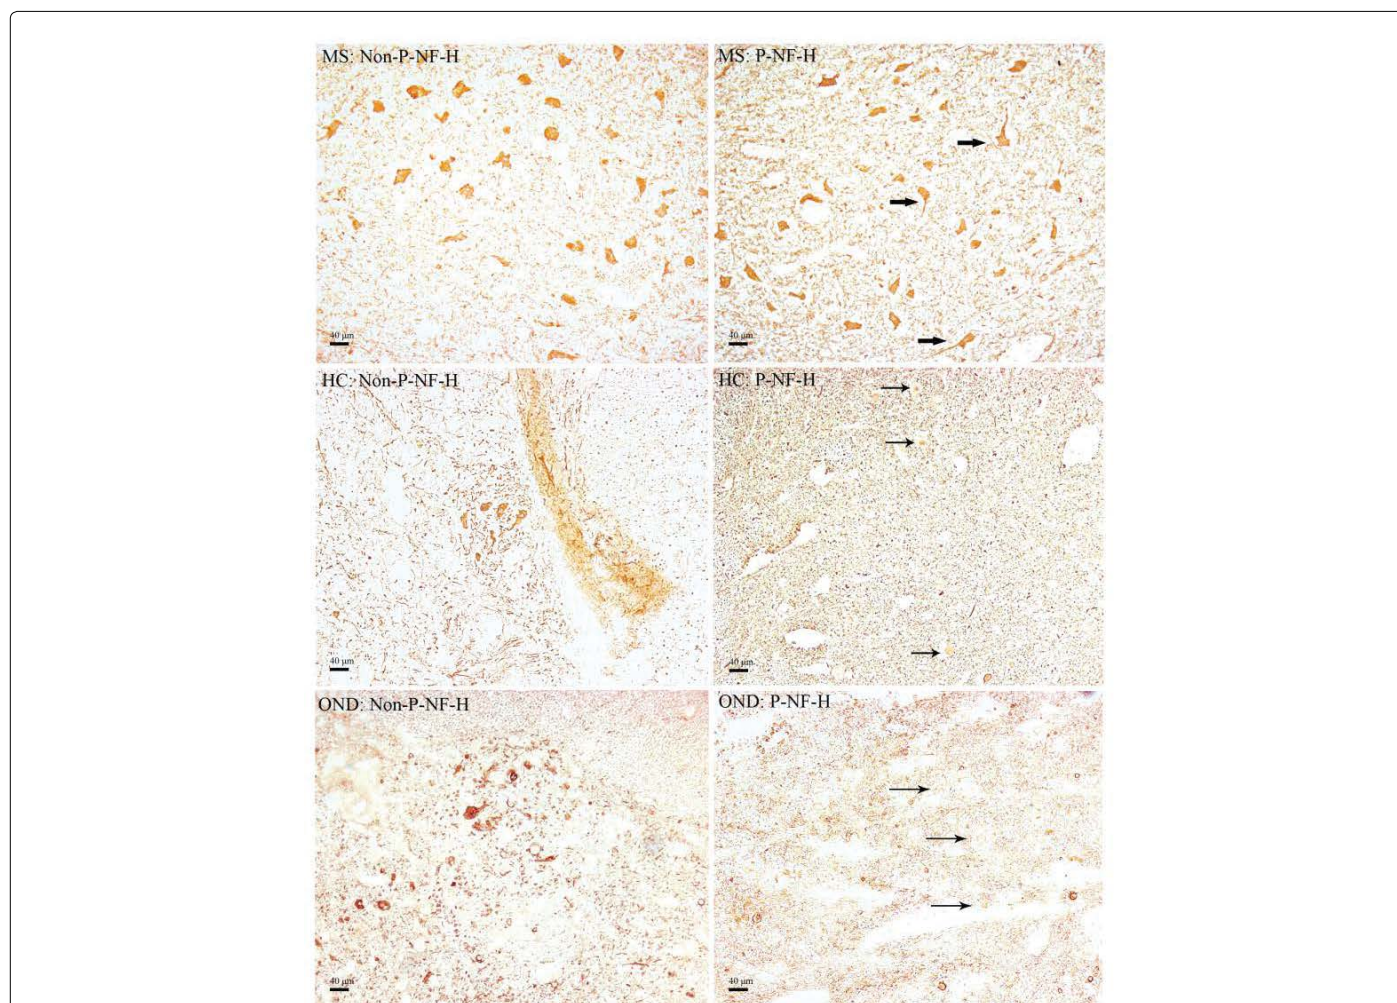 MS: Non-P-NF-H
MS: P-NF-H
40 µm
40 µm
HC: Non-P-NF-H
HC: P-NF-H
40 µm
40 µm
OND: Non-P-NF-H
OND: P-NF-H
40 µm
40 µm